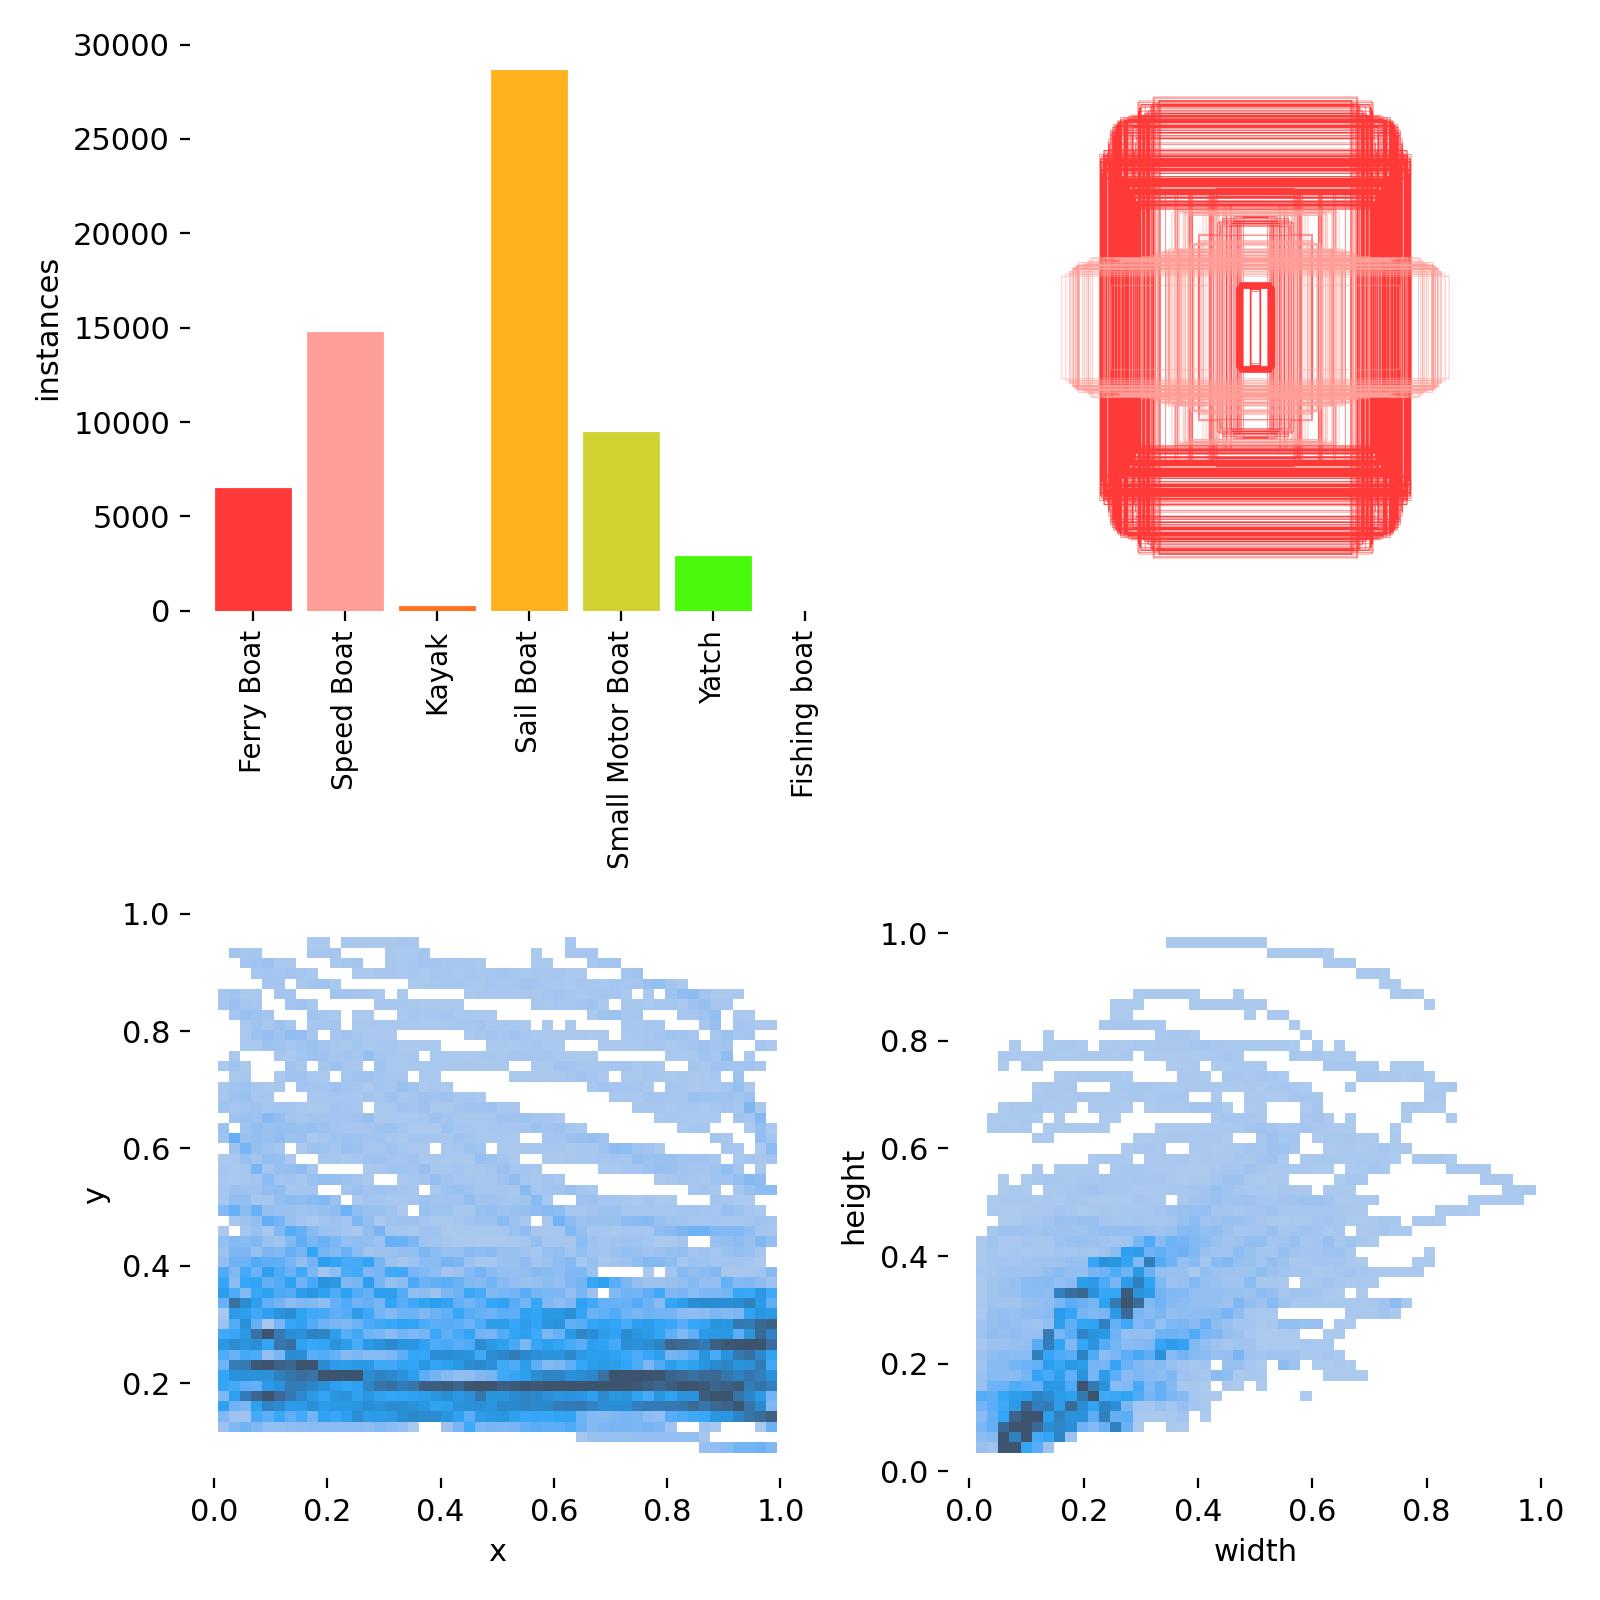 30000
25000
20000
15000
10000
5000
0
instances
Ferry Boat
Speed Boat
Kayak
Sail Boat
Small Motor Boat
Yatch
Fishing boat
1.0
0.8
0.6
0.4
0.2
y
0.0 0.2 0.4 0.6 0.8 1.0
x
1.0
0.8
0.6
0.4
0.2
0.0
height
0.0 0.2 0.4 0.6 0.8 1.0
width